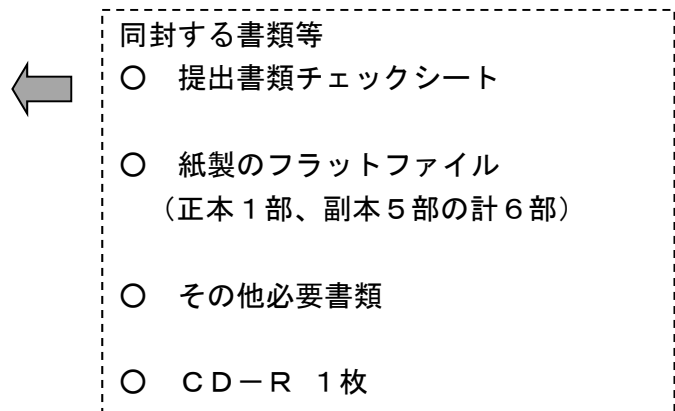 同封する書類等
○　提出書類チェックシート
○　紙製のフラットファイル
（正本１部、副本５部の計６部）
○　その他必要書類
○　ＣＤ－Ｒ　１枚